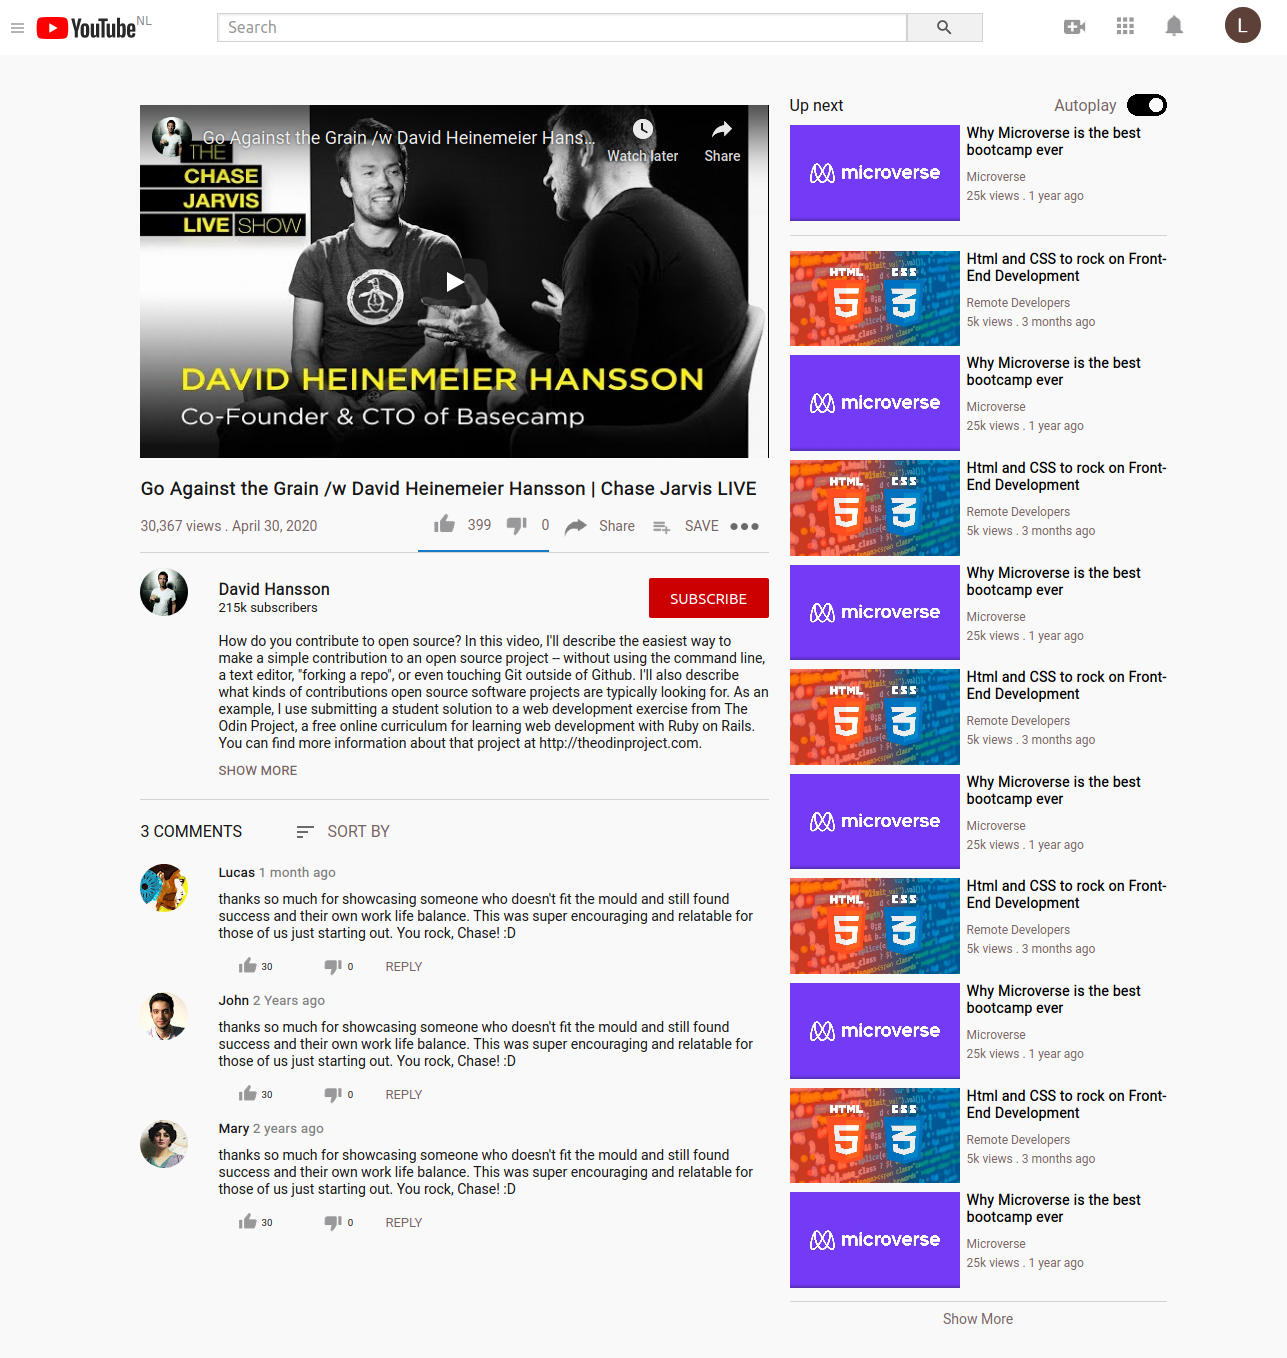 YouTube NL
Search
L
Go Against the Grain /w David Heinemeier Hans...
Watch later
Share
THE
CHASE
JARVIS
LIVE SHOW
DAVID HEINEMEIER HANSSON
Co-Founder & CTO of Basecamp
Go Against the Grain /w David Heinemeier Hansson | Chase Jarvis LIVE
30,367 views . April 30, 2020
399
0
Share
SAVE
David Hansson
215k subscribers
SUBSCRIBE
How do you contribute to open source? In this video, I'll describe the easiest way to
make a simple contribution to an open source project -- without using the command line,
a text editor, "forking a repo", or even touching Git outside of Github. I'll also describe
what kinds of contributions open source software projects are typically looking for. As an
example, I use submitting a student solution to a web development exercise from The
Odin Project, a free online curriculum for learning web development with Ruby on Rails.
You can find more information about that project at http://theodinproject.com.
SHOW MORE
3 COMMENTS
SORT BY
Lucas 1 month ago
thanks so much for showcasing someone who doesn't fit the mould and still found
success and their own work life balance. This was super encouraging and relatable for
those of us just starting out. You rock, Chase! :D
30
0
REPLY
John 2 Years ago
thanks so much for showcasing someone who doesn't fit the mould and still found
success and their own work life balance. This was super encouraging and relatable for
those of us just starting out. You rock, Chase! :D
30
0
REPLY
Mary 2 years ago
thanks so much for showcasing someone who doesn't fit the mould and still found
success and their own work life balance. This was super encouraging and relatable for
those of us just starting out. You rock, Chase! :D
30
0
REPLY
Up next
Autoplay
microverse
Why Microverse is the best
bootcamp ever
Microverse
25k views . 1 year ago
HTML CSS
5 3
Html and CSS to rock on Front-
End Development
Remote Developers
5k views . 3 months ago
microverse
Why Microverse is the best
bootcamp ever
Microverse
25k views . 1 year ago
HTML CSS
5 3
Html and CSS to rock on Front-
End Development
Remote Developers
5k views . 3 months ago
microverse
Why Microverse is the best
bootcamp ever
Microverse
25k views . 1 year ago
HTML CSS
5 3
Html and CSS to rock on Front-
End Development
Remote Developers
5k views . 3 months ago
microverse
Why Microverse is the best
bootcamp ever
Microverse
25k views . 1 year ago
HTML CSS
5 3
Html and CSS to rock on Front-
End Development
Remote Developers
5k views . 3 months ago
microverse
Why Microverse is the best
bootcamp ever
Microverse
25k views . 1 year ago
HTML CSS
5 3
Html and CSS to rock on Front-
End Development
Remote Developers
5k views . 3 months ago
microverse
Why Microverse is the best
bootcamp ever
Microverse
25k views . 1 year ago
Show More